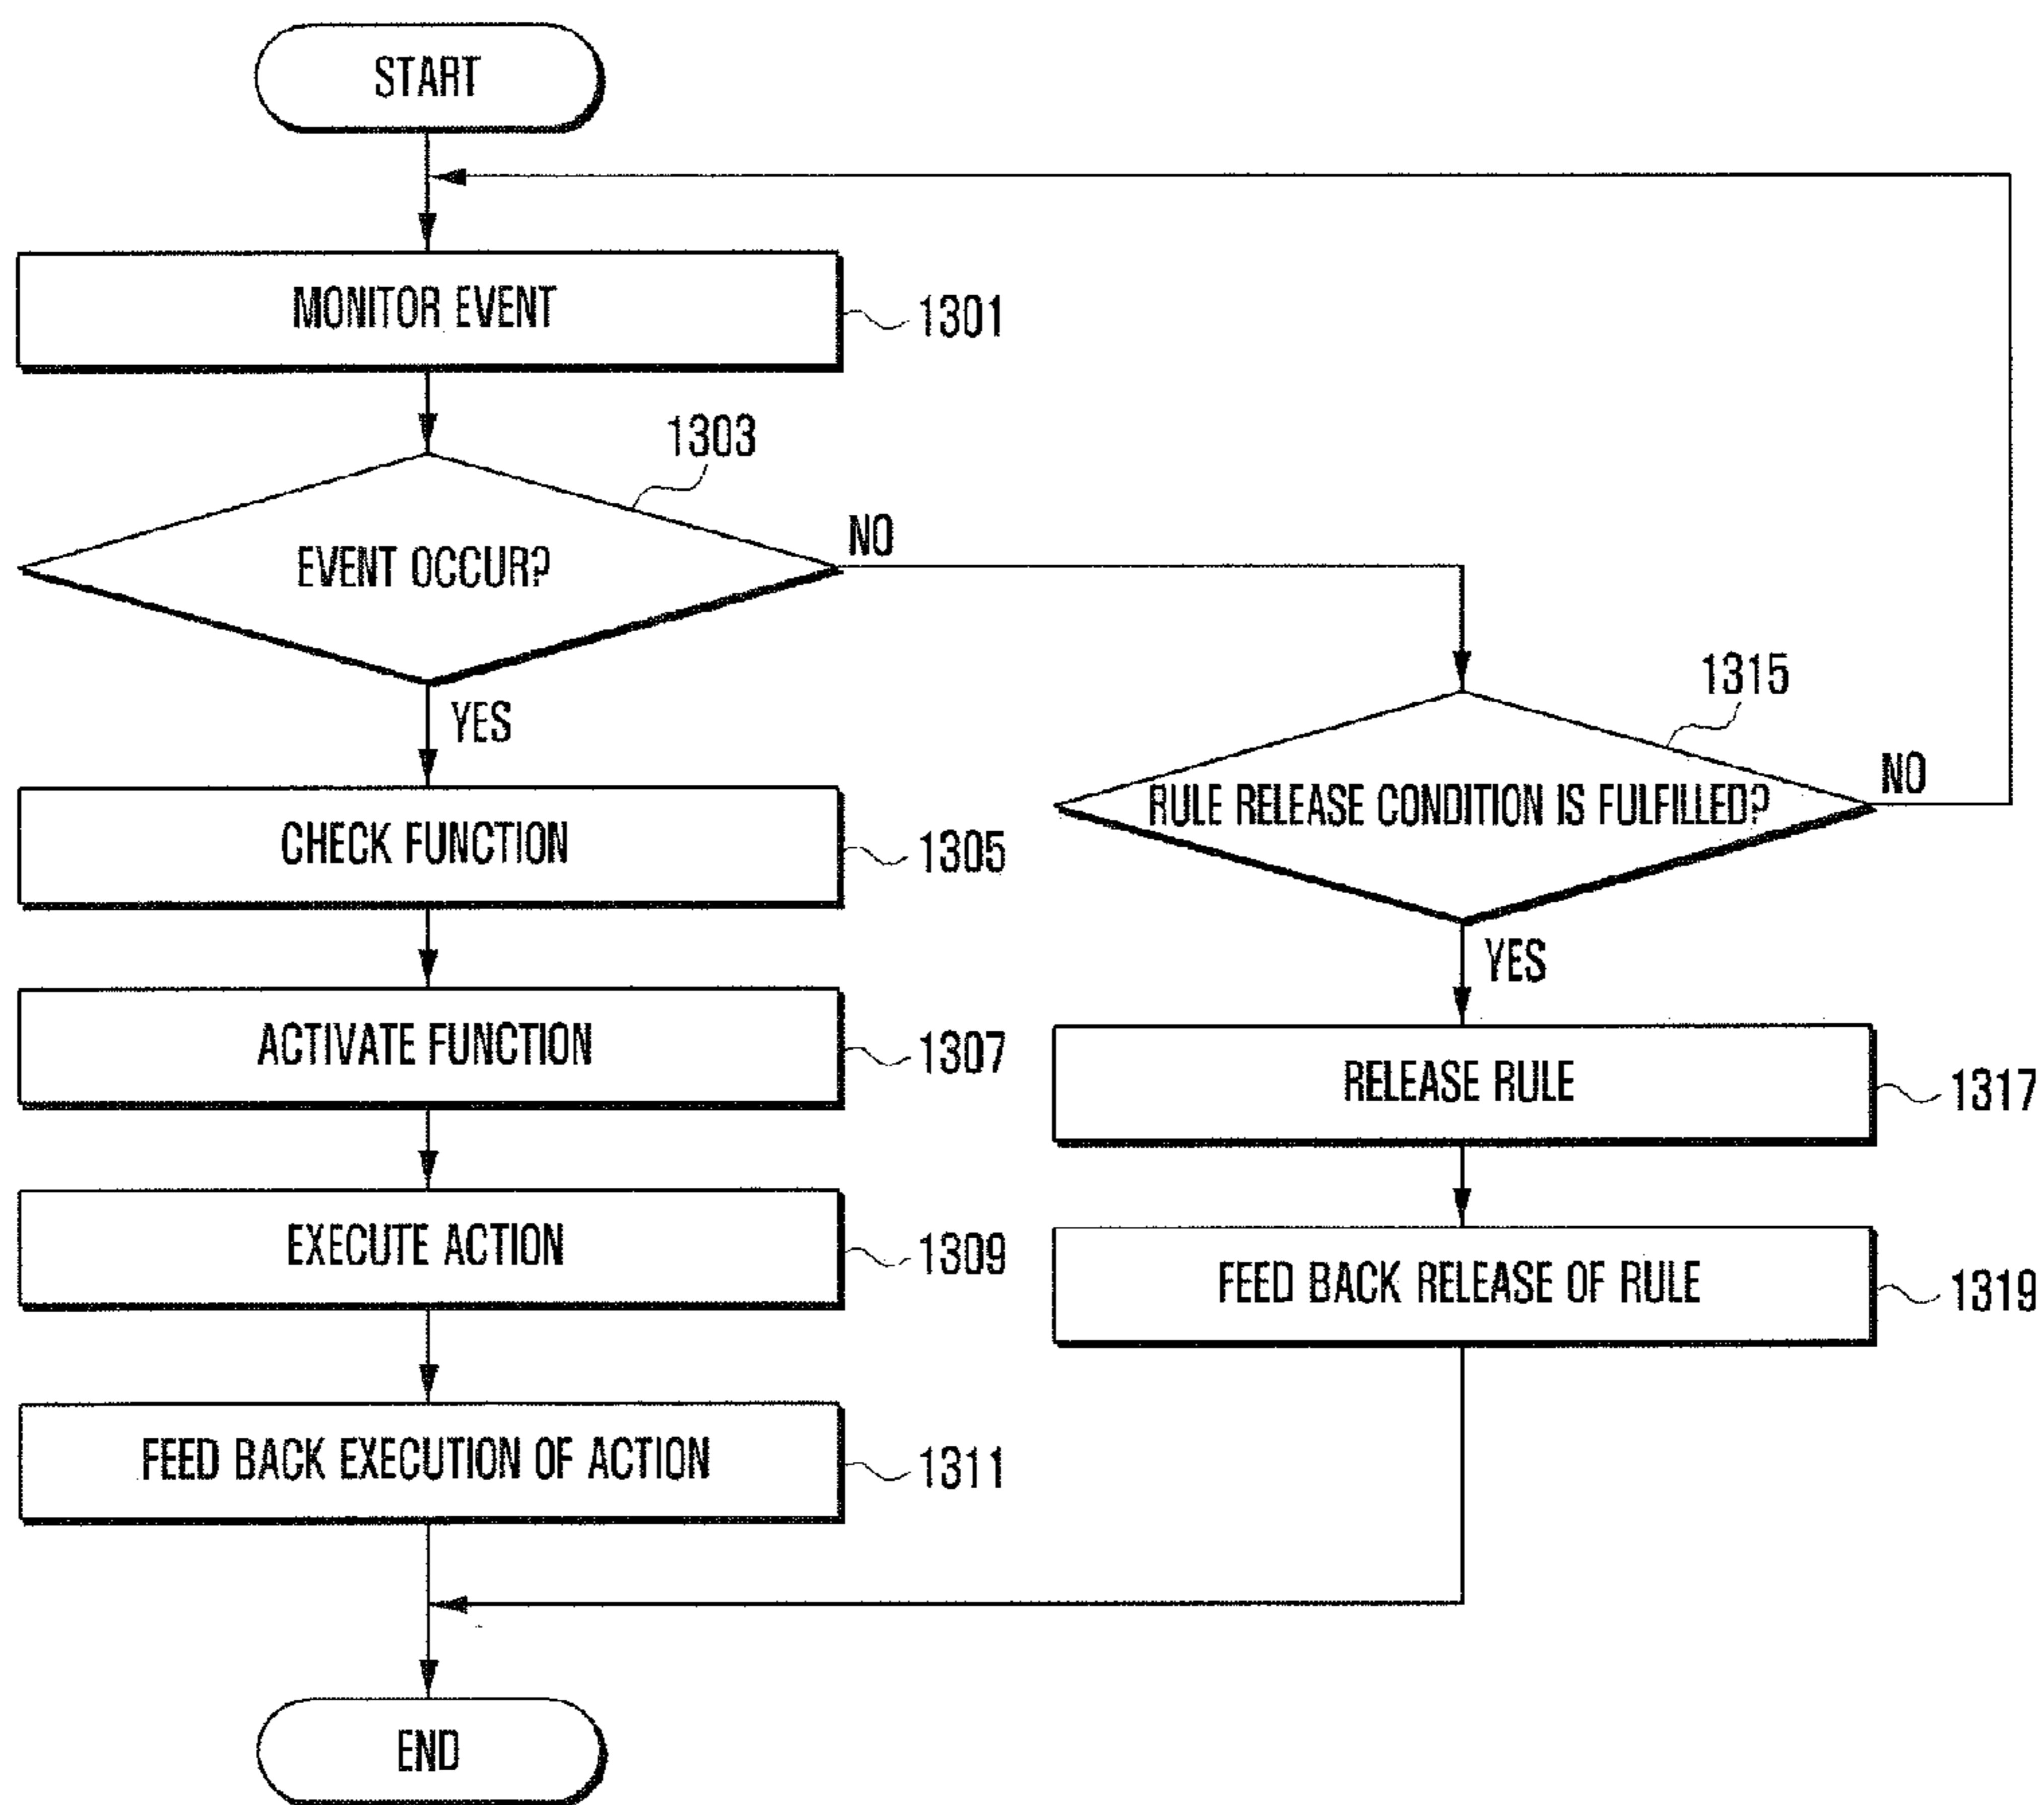 START
MONITOR EVENT
1301
1303
EVENT OCCUR?
NO
YES
CHECK FUNCTION
1305
ACTIVATE FUNCTION
1307
EXECUTE ACTION
1309
FEED BACK EXECUTION OF ACTION
1311
1315
RULE RELEASE CONDITION IS FULFILLED?
NO
YES
RELEASE RULE
1317
FEED BACK RELEASE OF RULE
1319
END